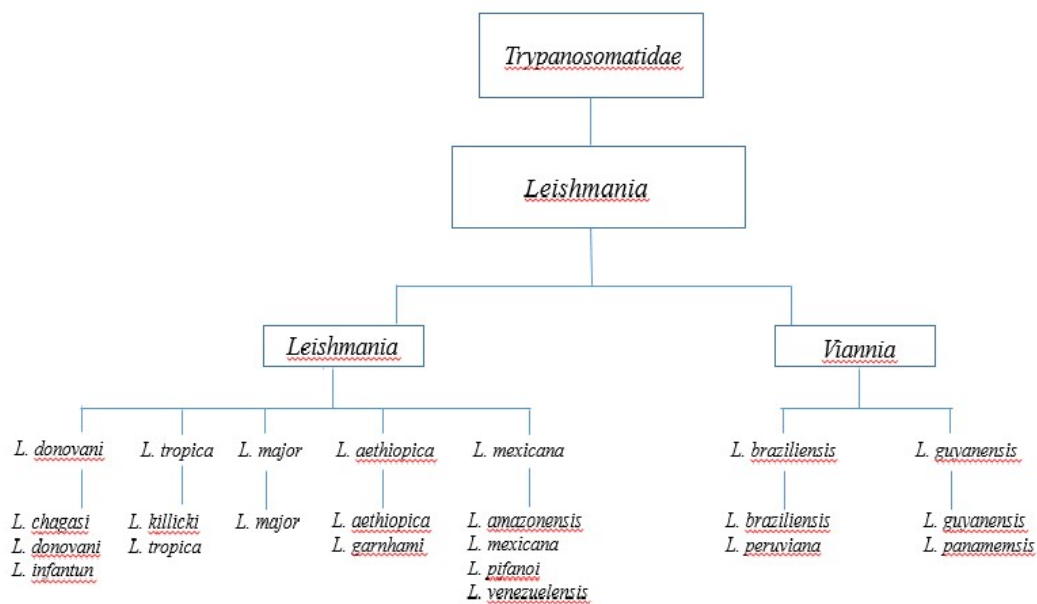 Trypanosomatidae
Leishmania
Leishmania
Viannia
L. donovani
L. tropica
L. major
L. aethiopica
L. mexicana
L. braziliensis
L. guyanensis
L. chagasi
L. donovani
L. infantun
L. killicki
L. tropica
L. major
L. aethiopica
L. garnhami
L. amazonensis
L. mexicana
L. pifanoi
L. venezuelensis
L. braziliensis
L. peruviana
L. guyanensis
L. panamemsis